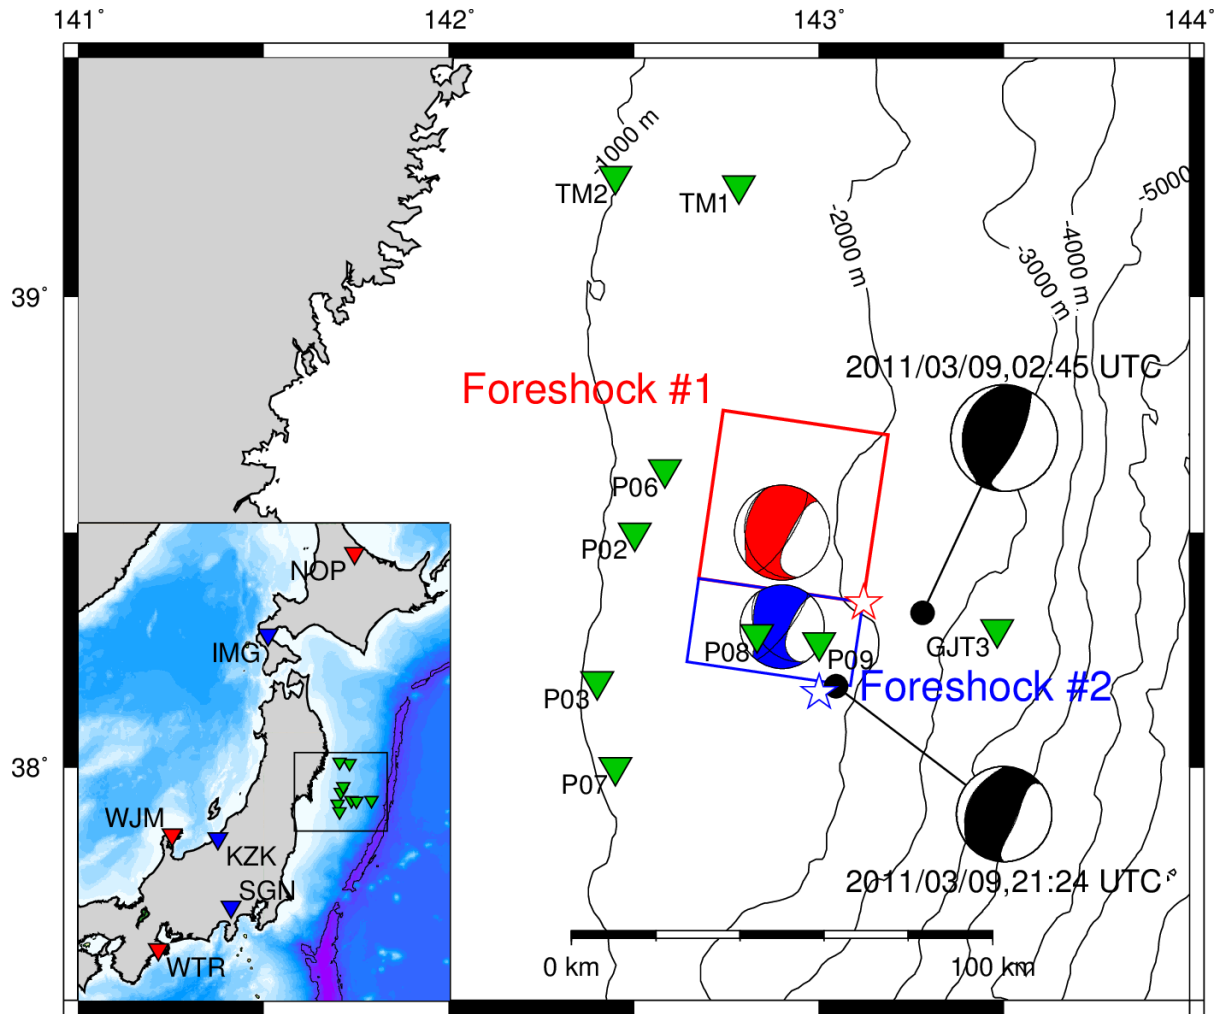 141° 142° 143° 144°
-1000 m
TM2
TM1
-5000
-2000 m
-4000 m
-3000 m
39°
2011/03/09,02:45 UTC
Foreshock #1
P06
P02
NOP
IMG
P08
P09
GJT3
P03
Foreshock #2
38°
P07
WJM
KZK
SGN
2011/03/09,21:24 UTC
WTR
0 km 100 km